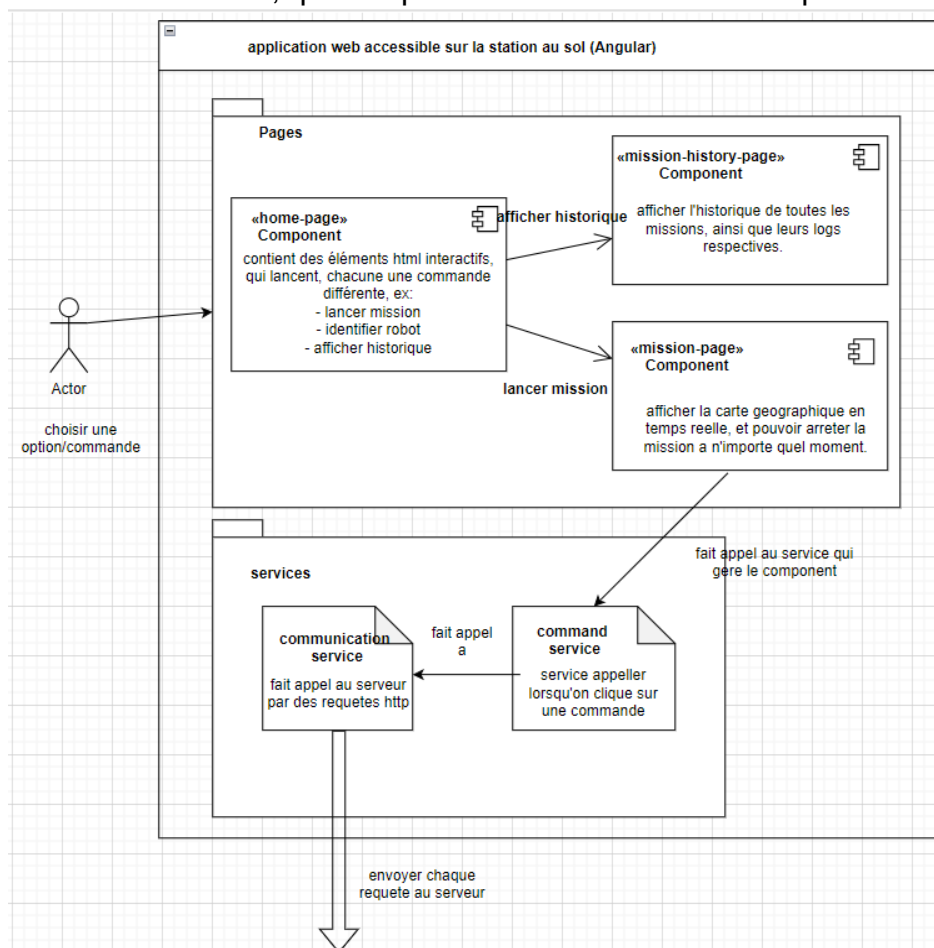 application web accessible sur la station au sol (Angular)
Pages
«home-page»
Component
contient des éléments html interactifs,
qui lancent, chacune une commande
différente, ex:
- lancer mission
- identifier robot
- afficher historique
afficher historique
«mission-history-page»
Component
afficher l'historique de toutes les
missions, ainsi que leurs logs
respectives.
lancer mission
«mission-page»
Component
afficher la carte geographique en
temps reelle, et pouvoir arreter la
mission a n'importe quel moment.
Actor
choisir une
option/commande
fait appel au service qui
gere le component
services
communication
service
fait appel au serveur
par des requetes http
fait appel
a
command
service
service appeller
lorsqu'on clique sur
une commande
envoyer chaque
requete au serveur